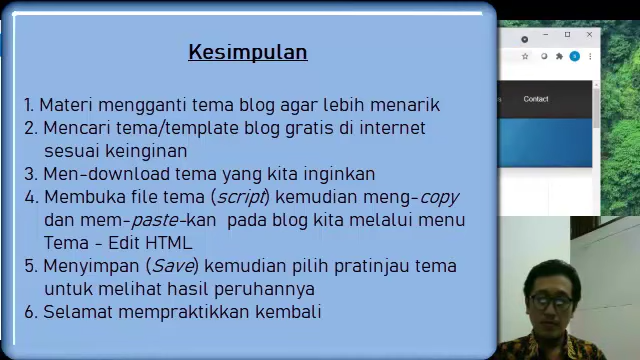 Kesimpulan
1. Materi mengganti tema blog agar lebih menarik
2. Mencari tema/template blog gratis di internet
sesuai keinginan
3. Men-download tema yang kita inginkan
4. Membuka file tema (script) kemudian meng-copy
dan mem-paste-kan pada blog kita melalui menu
Tema - Edit HTML
5. Menyimpan (Save) kemudian pilih pratinjau tema
untuk melihat hasil peruhannya
6. Selamat mempraktikkan kembali
Contact